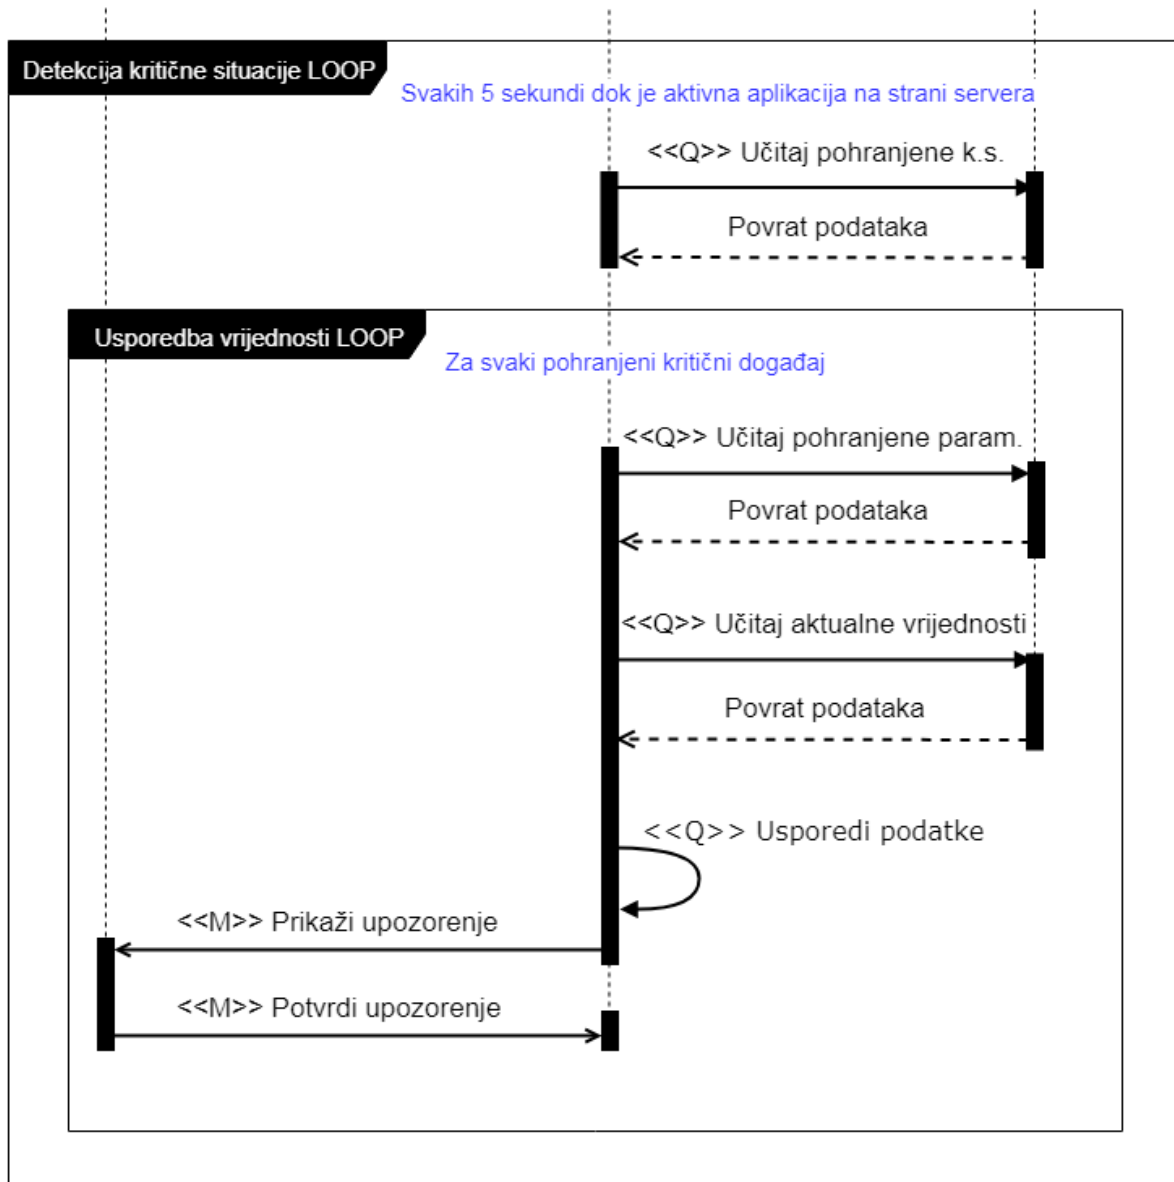 Detekcija kritične situacije LOOP
Svakih 5 sekundi dok je aktivna aplikacija na strani servera
<<Q>> Učitaj pohranjene k.s.
Povrat podataka
Usporedba vrijednosti LOOP
Za svaki pohranjeni kritični događaj
<<Q>> Učitaj pohranjene param.
Povrat podataka
<<Q>> Učitaj aktualne vrijednosti
Povrat podataka
<<Q>> Usporedi podatke
<<M>> Prikaži upozorenje
<<M>> Potvrdi upozorenje